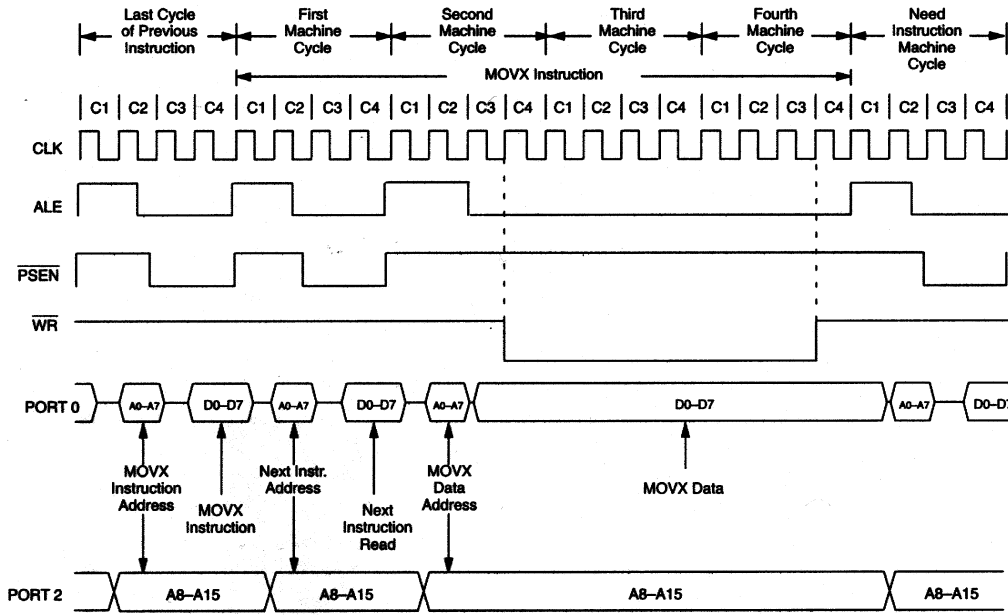 Last Cycle
of Previous
Instruction
First
Machine
Cycle
Second
Machine
Cycle
Third
Machine
Cycle
Fourth
Machine
Cycle
Need
Instruction
Machine
Cycle
MOVX Instruction
C1 C2 C3 C4 C1 C2 C3 C4 C1 C2 C3 C4 C1 C2 C3 C4 C1 C2 C3 C4 C1 C2 C3 C4
CLK
ALE
PSEN
WR
PORT 0
A0–A7 D0–D7 A0–A7 D0–D7 A0–A7 D0–D7 A0–A7 D0–D7
MOVX
Instruction
Address
MOVX
Instruction
Next Instr.
Address
Next
Instruction
Read
MOVX
Data
Address
MOVX Data
PORT 2
A8–A15 A8–A15 A8–A15 A8–A15